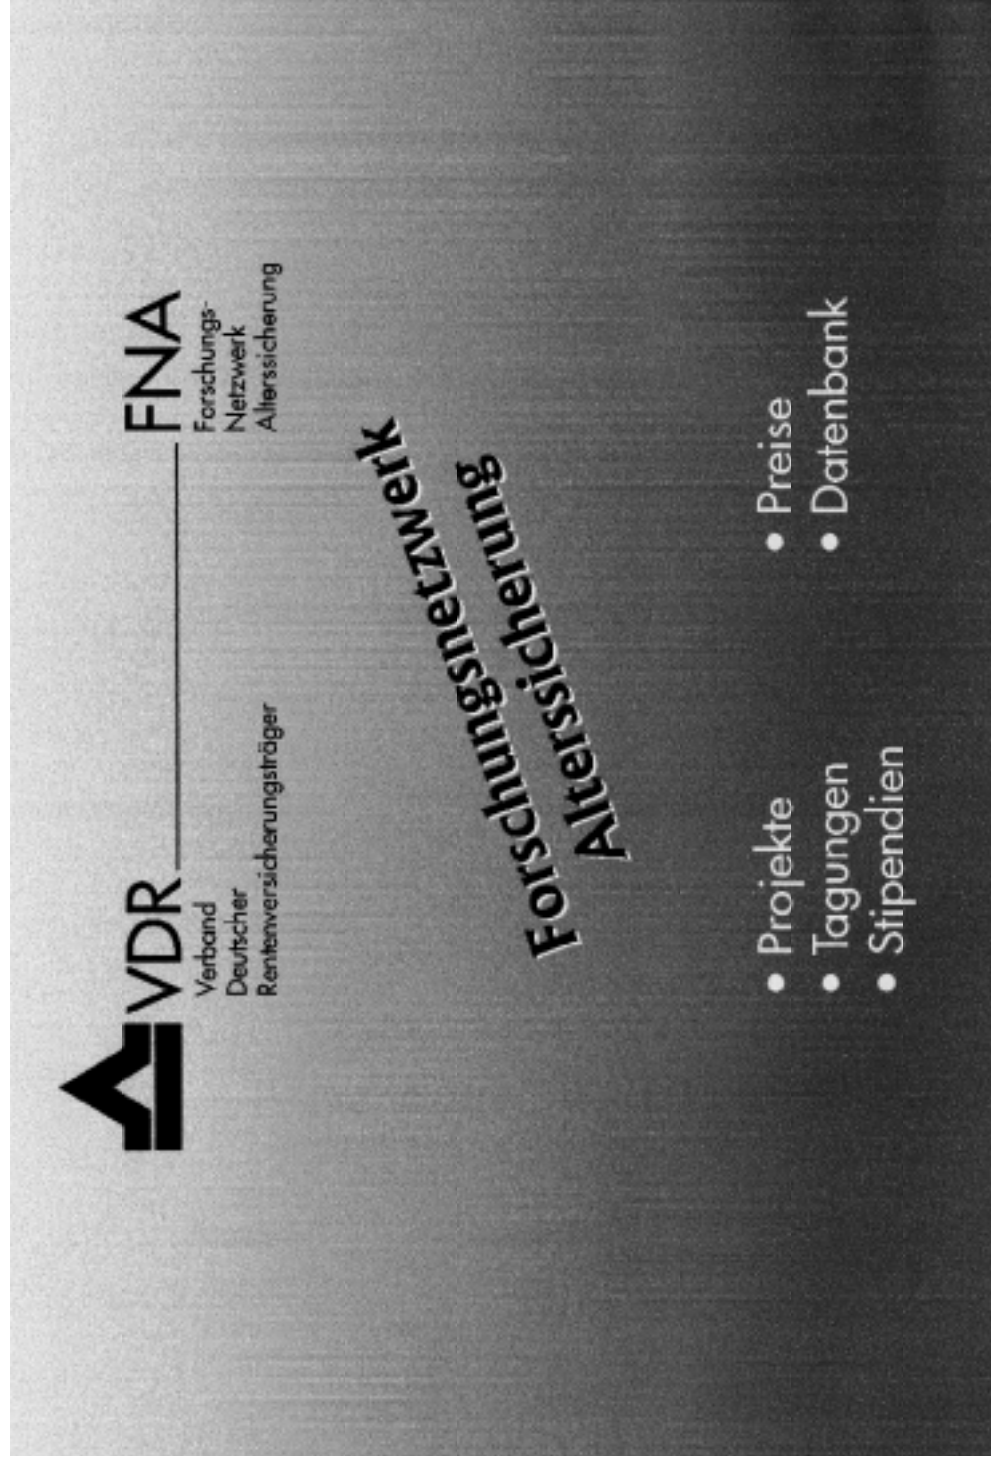 VDR
Verband
Deutscher
Rentenversicherungsträger
FNA
Forschungs-
Netzwerk
Alterssicherung
Forschungsnetzwerk
Alterssicherung
• Projekte
• Tagungen
• Stipendien
• Preise
• Datenbank